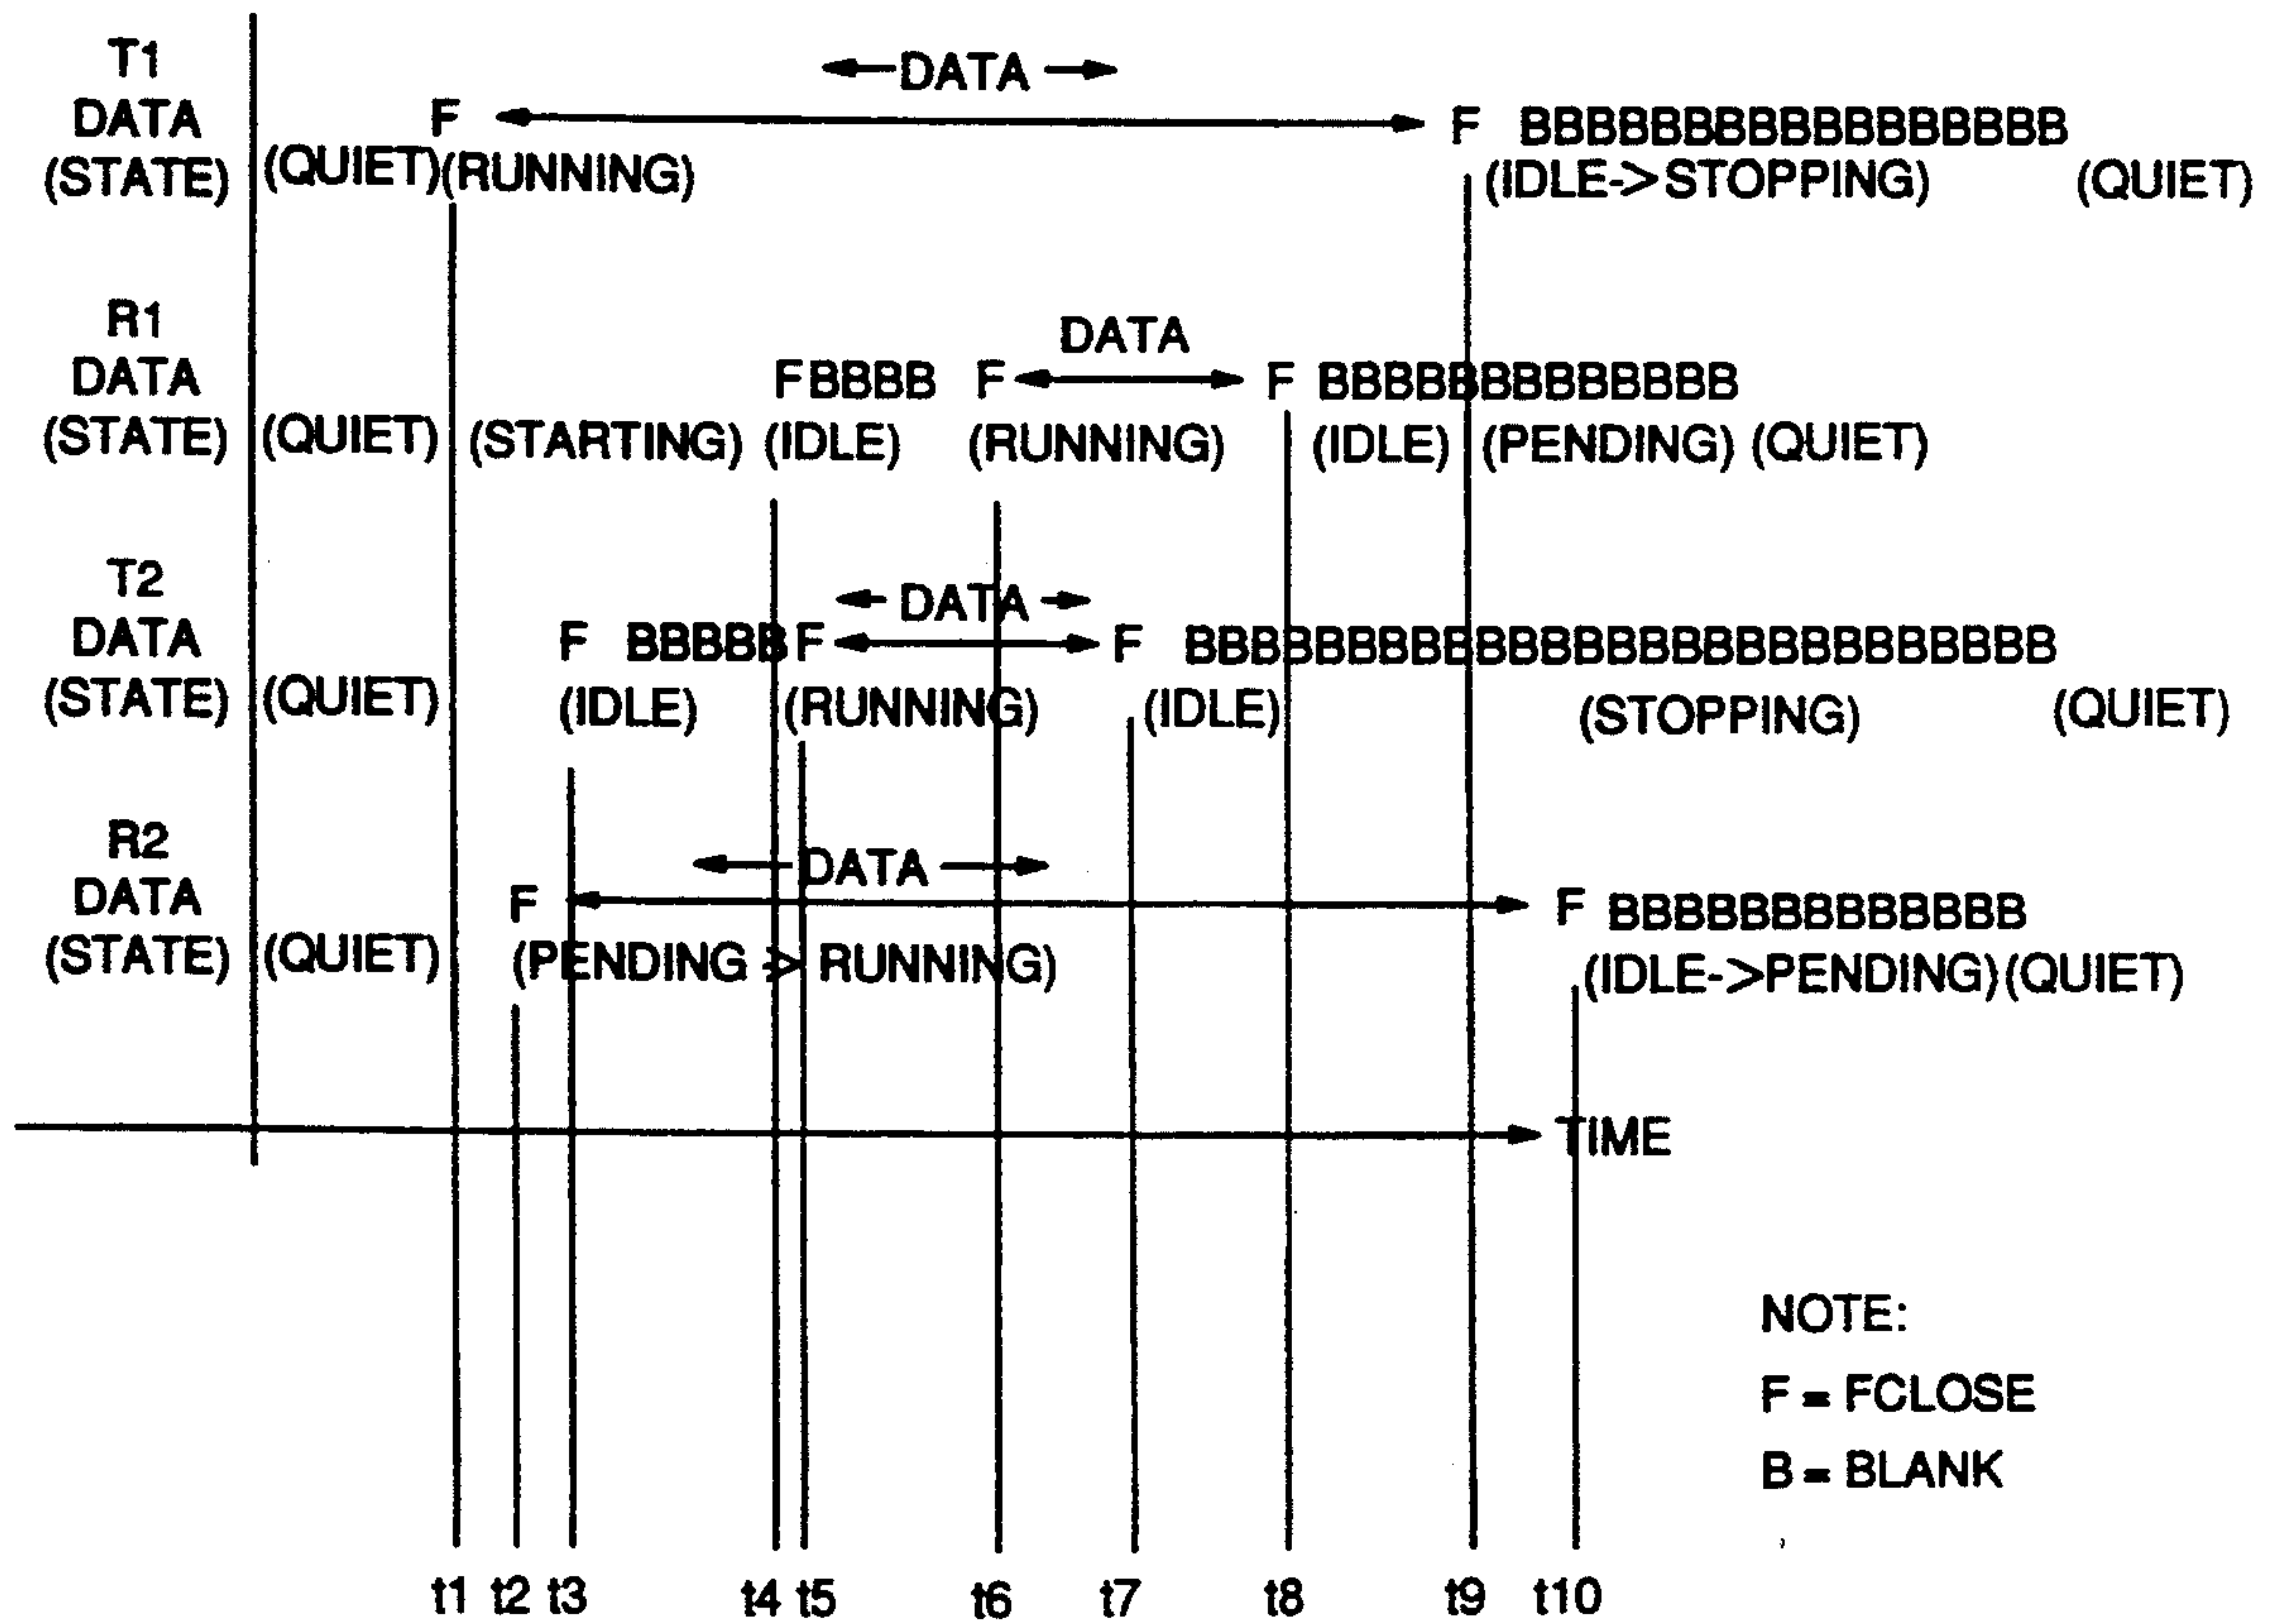 T1
DATA
(STATE)
← DATA →
F F BBBBBBBBBBBBBBBBB
(QUIET) (RUNNING) (IDLE->STOPPING) (QUIET)
R1
DATA
(STATE)
DATA
FBBBB F F BBBBBBBBBBBBB
(QUIET) (STARTING) (IDLE) (RUNNING) (IDLE) (PENDING) (QUIET)
T2
DATA
(STATE)
DATA
F BBBBB F F BBBBBBBBBBBBBBBBBBBBBBBBBBB
(QUIET) (IDLE) (RUNNING) (IDLE) (STOPPING) (QUIET)
R2
DATA
(STATE)
DATA
F F BBBBBBBBBBBBB
(QUIET) (PENDING > RUNNING) (IDLE->PENDING) (QUIET)
TIME
NOTE:
F = FCLOSE
B = BLANK
t1 t2 t3 t4 t5 t6 t7 t8 t9 t10